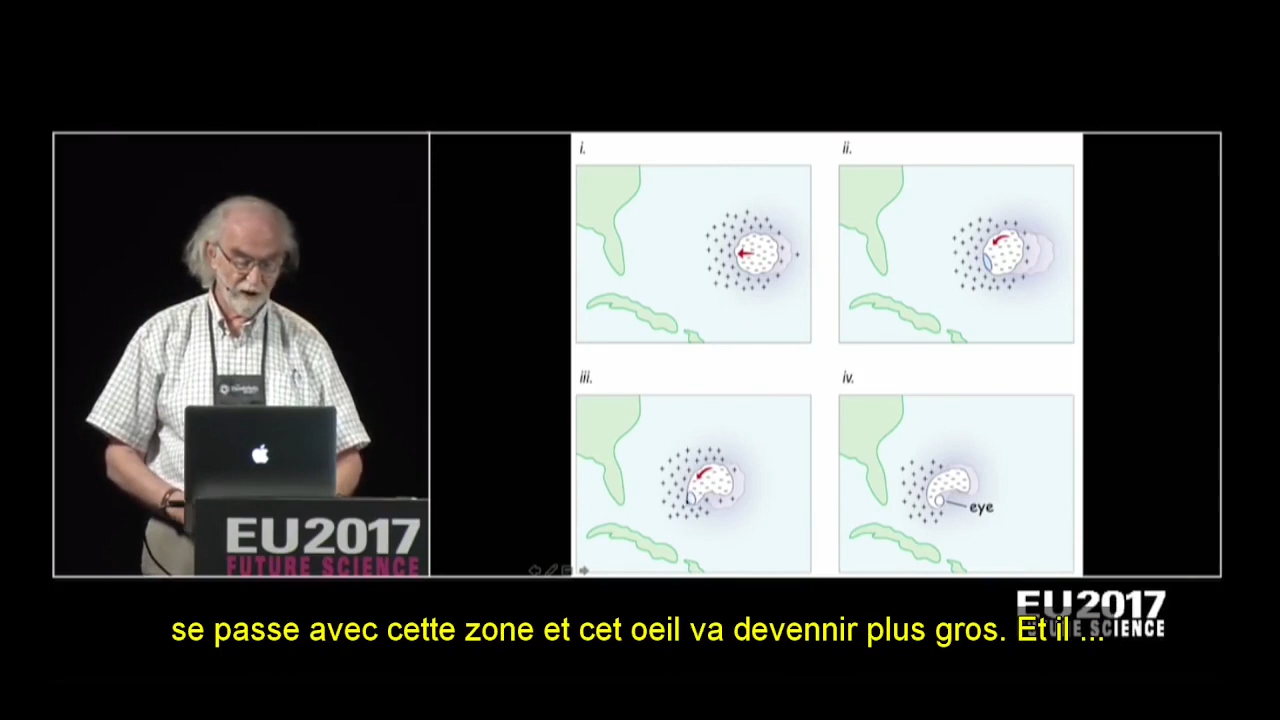 i.
ii.
iii.
iv.
eye
EU2017
FUTURE SCIENCE
EU2017
se passe avec cette zone et cet oeil va devennir plus gros. Et il ...